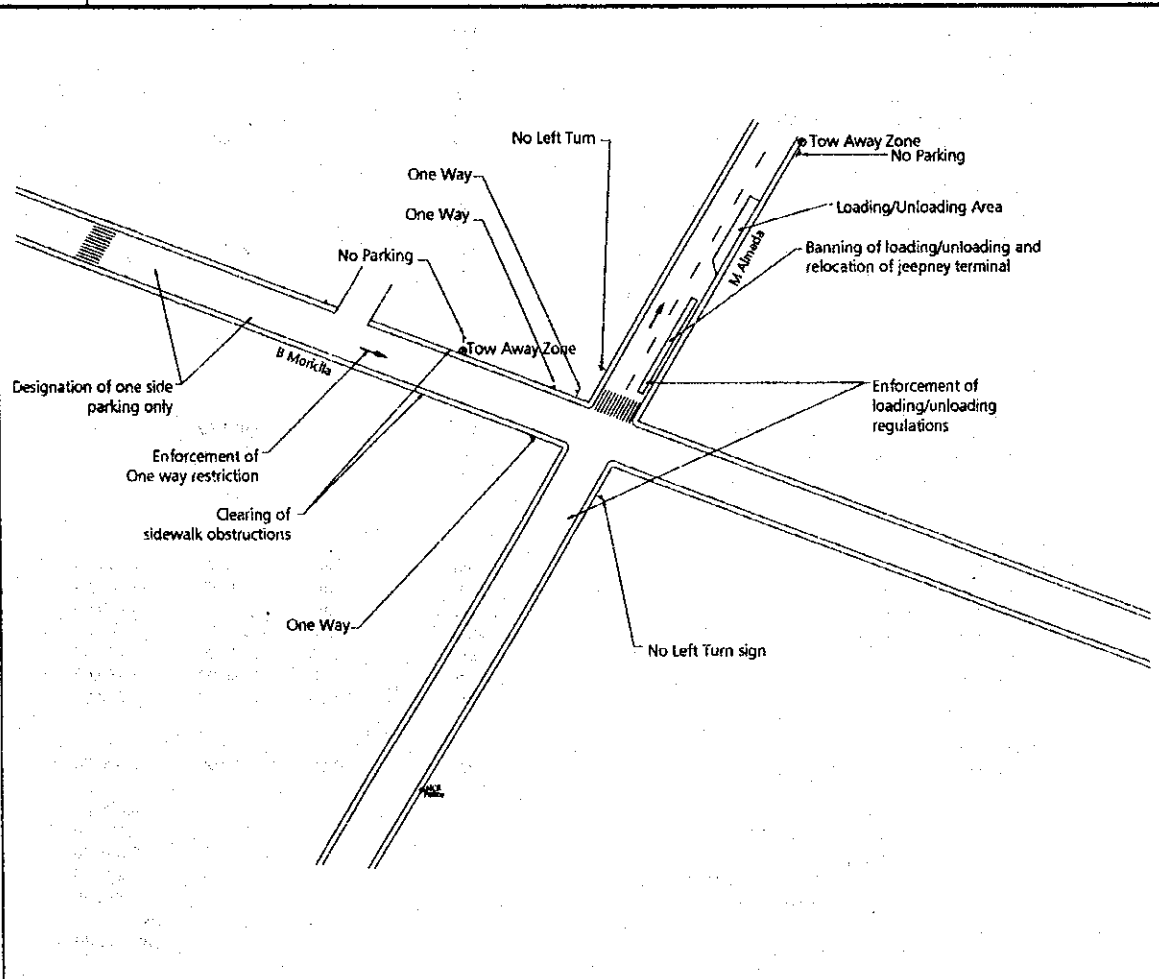 No Left Turn
Tow Away Zone
No Parking
One Way
Loading/Unloading Area
One Way
Banning of loading/unloading and
relocation of jeepney terminal
M Almeda
No Parking
Tow Away Zone
B Moricila
Designation of one side
parking only
Enforcement of
loading/unloading
regulations
Enforcement of
One way restriction
Clearing of
sidewalk obstructions
One Way
No Left Turn sign